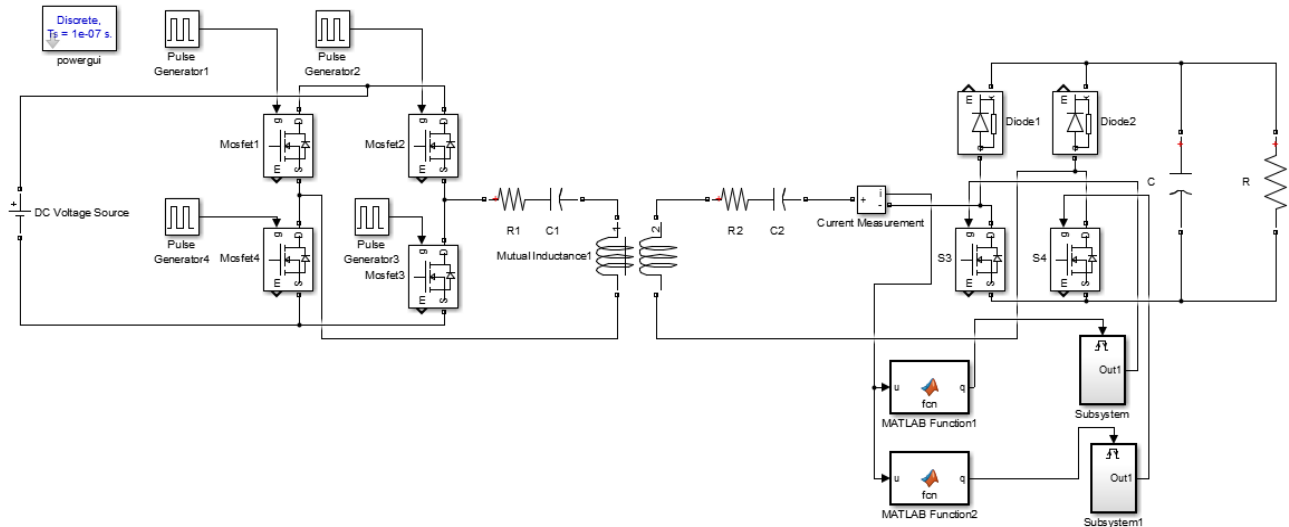 Discrete,
Ts = 1e-07 s.
powergui
Pulse
Generator1
Pulse
Generator2
g
D
Mosfet1
m
S
g
D
Mosfet2
m
S
+
DC Voltage Source
Pulse
Generator4
g
D
Mosfet4
m
S
Pulse
Generator3
g
D
Mosfet3
m
S
R1
C1
Mutual Inductance1
1
2
R2
C2
+
i
-
Current Measurement
m
k
a
Diode1
m
k
a
Diode2
g
D
S3
m
S
g
D
S4
m
S
+
C
+
R
u
fcn
q
MATLAB Function1
u
fcn
q
MATLAB Function2
Out1
Subsystem
Out1
Subsystem1